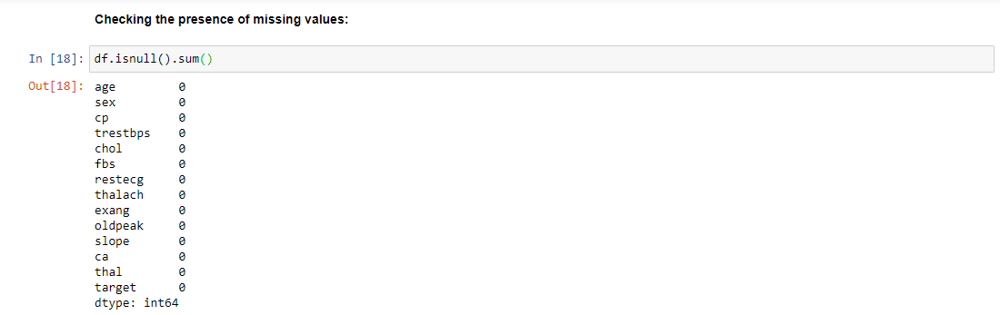 Checking the presence of missing values:
In [18]: df.isnull().sum()
Out[18]: age 0
sex 0
cp 0
trestbps 0
chol 0
fbs 0
restecg 0
thalach 0
exang 0
oldpeak 0
slope 0
ca 0
thal 0
target 0
dtype: int64